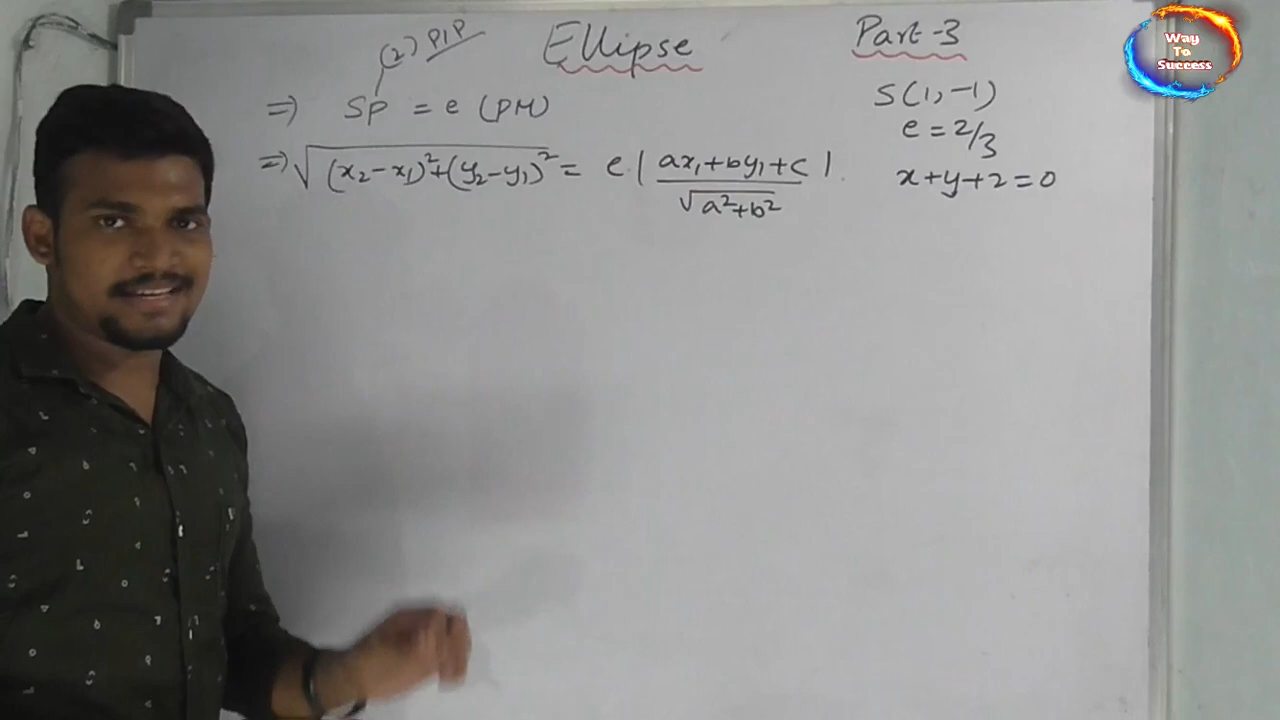 Ellipse
Part-3
(2) P1P
⇒ SP = e (PM)
⇒ √(x₂-x₁)²+(y₂-y₁)² = e.| ax₁+by₁+c / √a²+b² |.
S(1,-1)
e = 2/3
x+y+2=0
Way
To
Success